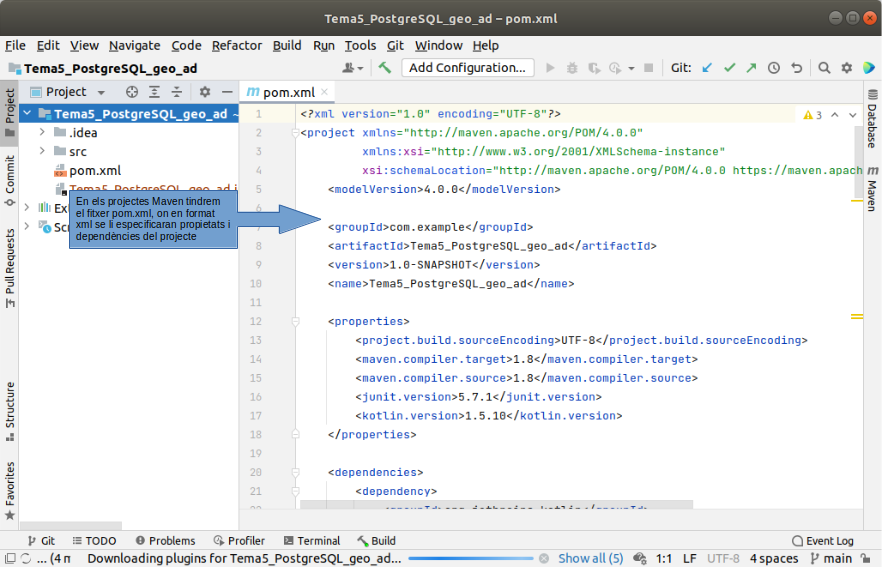 Tema5_PostgreSQL_geo_ad – pom.xml
File Edit View Navigate Code Refactor Build Run Tools Git Window Help
Tema5_PostgreSQL_geo_ad
Add Configuration...
Git:
Project
pom.xml
Project
Commit
Pull Requests
Structure
Favorites
Tema5_PostgreSQL_geo_ad
.idea
src
pom.xml
Tema5_PostgreSQL_geo_ad.i
En els projectes Maven tindrem
el fitxer pom.xml, on en format
xml se li especificaran propietats i
dependències del projecte
3
1 <?xml version="1.0" encoding="UTF-8"?>
2 <project xmlns="http://maven.apache.org/POM/4.0.0"
3 xmlns:xsi="http://www.w3.org/2001/XMLSchema-instance"
4 xsi:schemaLocation="http://maven.apache.org/POM/4.0.0 https://maven.apach
5 <modelVersion>4.0.0</modelVersion>
6
7 <groupId>com.example</groupId>
8 <artifactId>Tema5_PostgreSQL_geo_ad</artifactId>
9 <version>1.0-SNAPSHOT</version>
10 <name>Tema5_PostgreSQL_geo_ad</name>
11
12 <properties>
13 <project.build.sourceEncoding>UTF-8</project.build.sourceEncoding>
14 <maven.compiler.target>1.8</maven.compiler.target>
15 <maven.compiler.source>1.8</maven.compiler.source>
16 <junit.version>5.7.1</junit.version>
17 <kotlin.version>1.5.10</kotlin.version>
18 </properties>
19
20 <dependencies>
21 <dependency>
Database
m Maven
Git TODO Problems Profiler Terminal Build Event Log
... (4 m Downloading plugins for Tema5_PostgreSQL_geo_ad... Show all (5) 1:1 LF UTF-8 4 spaces main